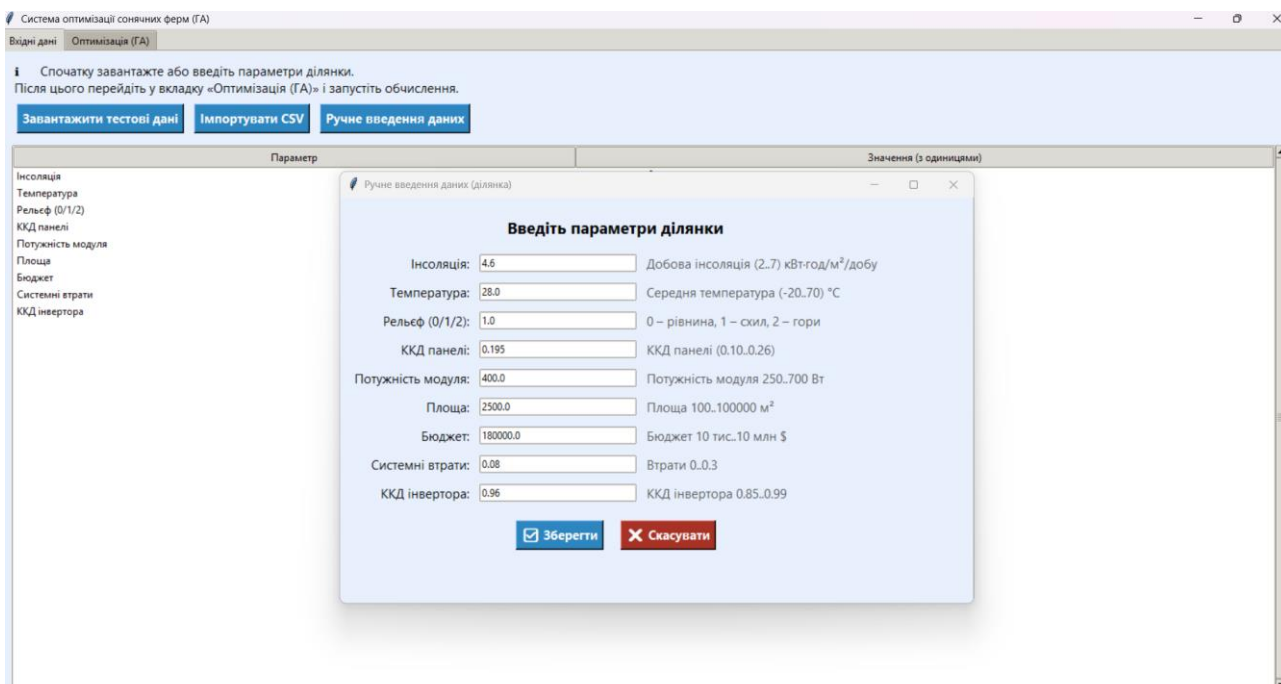 Система оптимізації сонячних ферм (ГА)
Вхідні дані Оптимізація (ГА)
Спочатку завантажте або введіть параметри ділянки.
Після цього перейдіть у вкладку «Оптимізація (ГА)» і запустіть обчислення.
Завантажити тестові дані Імпортувати CSV Ручне введення даних
Параметр Значення (з одиницями)
Інсоляція
Температура
Рельєф (0/1/2)
ККД панелі
Потужність модуля
Площа
Бюджет
Системні втрати
ККД інвертора
Ручне введення даних (ділянка)
Введіть параметри ділянки
Інсоляція: 4.6 Добова інсоляція (2..7) кВт·год/м²/добу
Температура: 28.0 Середня температура (-20..70) °C
Рельєф (0/1/2): 1.0 0 – рівнина, 1 – схил, 2 – гори
ККД панелі: 0.195 ККД панелі (0.10..0.26)
Потужність модуля: 400.0 Потужність модуля 250..700 Вт
Площа: 2500.0 Площа 100..100000 м²
Бюджет: 180000.0 Бюджет 10 тис..10 млн $
Системні втрати: 0.08 Втрати 0..0.3
ККД інвертора: 0.96 ККД інвертора 0.85..0.99
Зберегти Скасувати